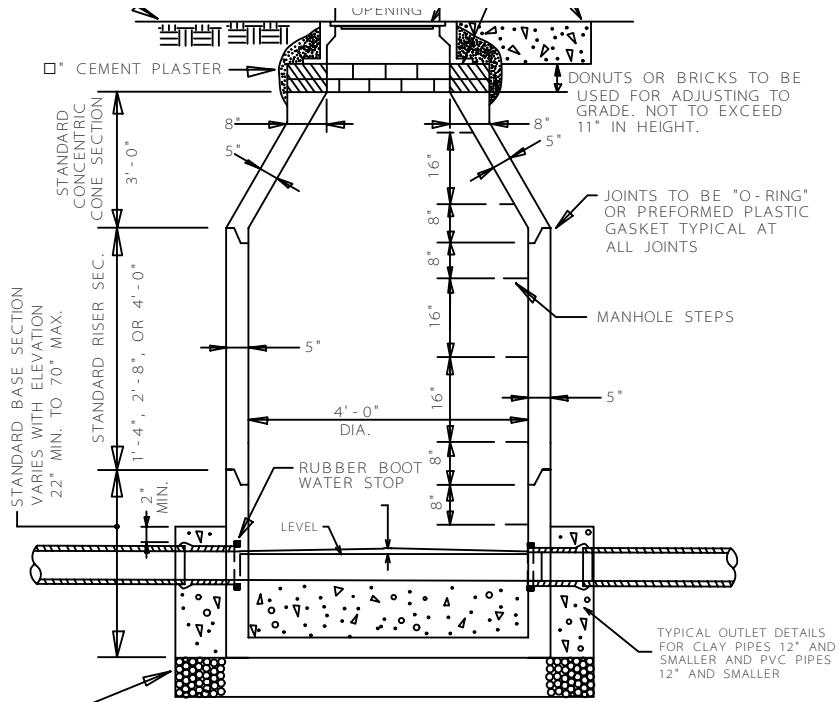 OPENING
□" CEMENT PLASTER
DONUTS OR BRICKS TO BE
USED FOR ADJUSTING TO
GRADE. NOT TO EXCEED
11" IN HEIGHT.
STANDARD
CONCENTRIC
CONE SECTION
3'-0"
8"
8"
5"
5"
16"
8"
8"
16"
16"
8"
8"
JOINTS TO BE "O-RING"
OR PREFORMED PLASTIC
GASKET TYPICAL AT
ALL JOINTS
MANHOLE STEPS
STANDARD RISER SEC.
1'-4", 2'-8", OR 4'-0"
STANDARD BASE SECTION
VARIES WITH ELEVATION
22" MIN. TO 70" MAX.
5"
5"
4'-0"
DIA.
2"
MIN.
RUBBER BOOT
WATER STOP
LEVEL
TYPICAL OUTLET DETAILS
FOR CLAY PIPES 12" AND
SMALLER AND PVC PIPES
12" AND SMALLER